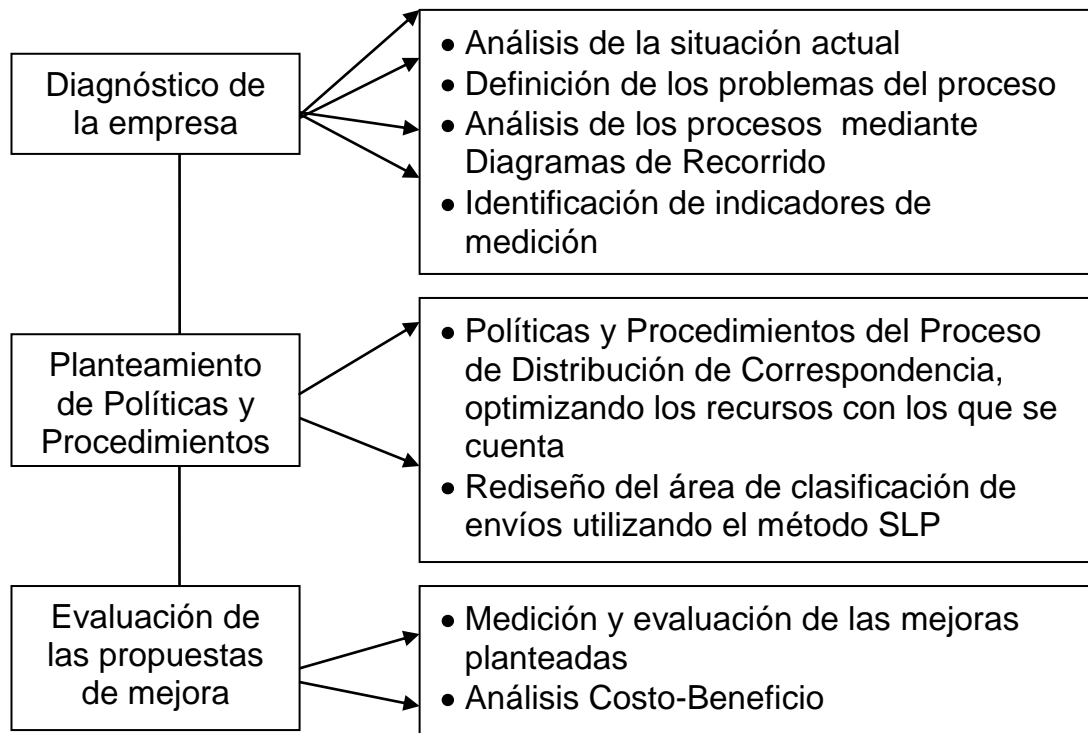 Diagnóstico de
la empresa
• Análisis de la situación actual
• Definición de los problemas del proceso
• Análisis de los procesos mediante
Diagramas de Recorrido
• Identificación de indicadores de
medición
Planteamiento
de Políticas y
Procedimientos
• Políticas y Procedimientos del Proceso
de Distribución de Correspondencia,
optimizando los recursos con los que se
cuenta
• Rediseño del área de clasificación de
envíos utilizando el método SLP
Evaluación de
las propuestas
de mejora
• Medición y evaluación de las mejoras
planteadas
• Análisis Costo-Beneficio